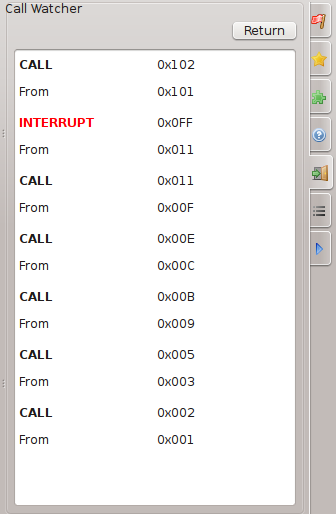 Call Watcher
Return
CALL 0x102
From 0x101
INTERRUPT 0x0FF
From 0x011
CALL 0x011
From 0x00F
CALL 0x00E
From 0x00C
CALL 0x00B
From 0x009
CALL 0x005
From 0x003
CALL 0x002
From 0x001